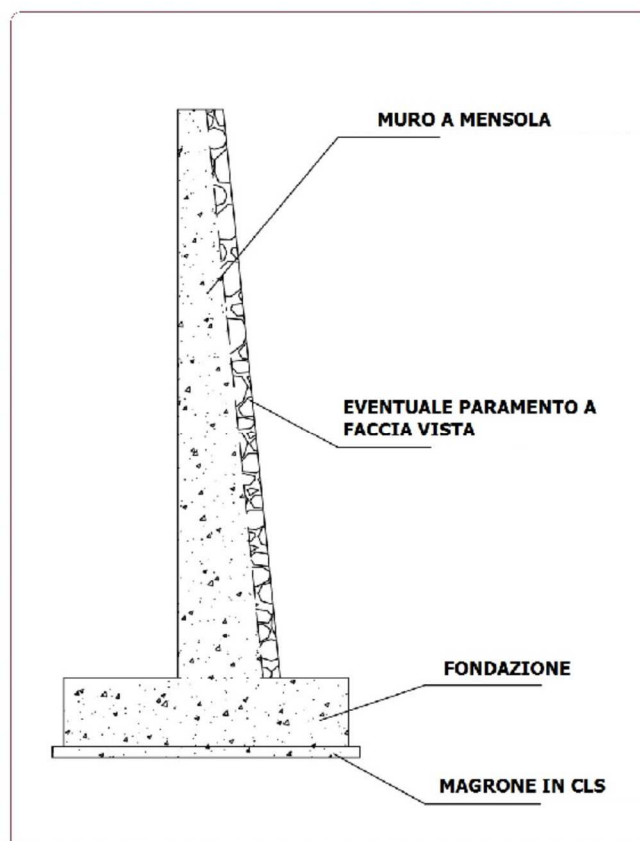 MURO A MENSOLA
EVENTUALE PARAMENTO A
FACCIA VISTA
FONDAZIONE
MAGRONE IN CLS